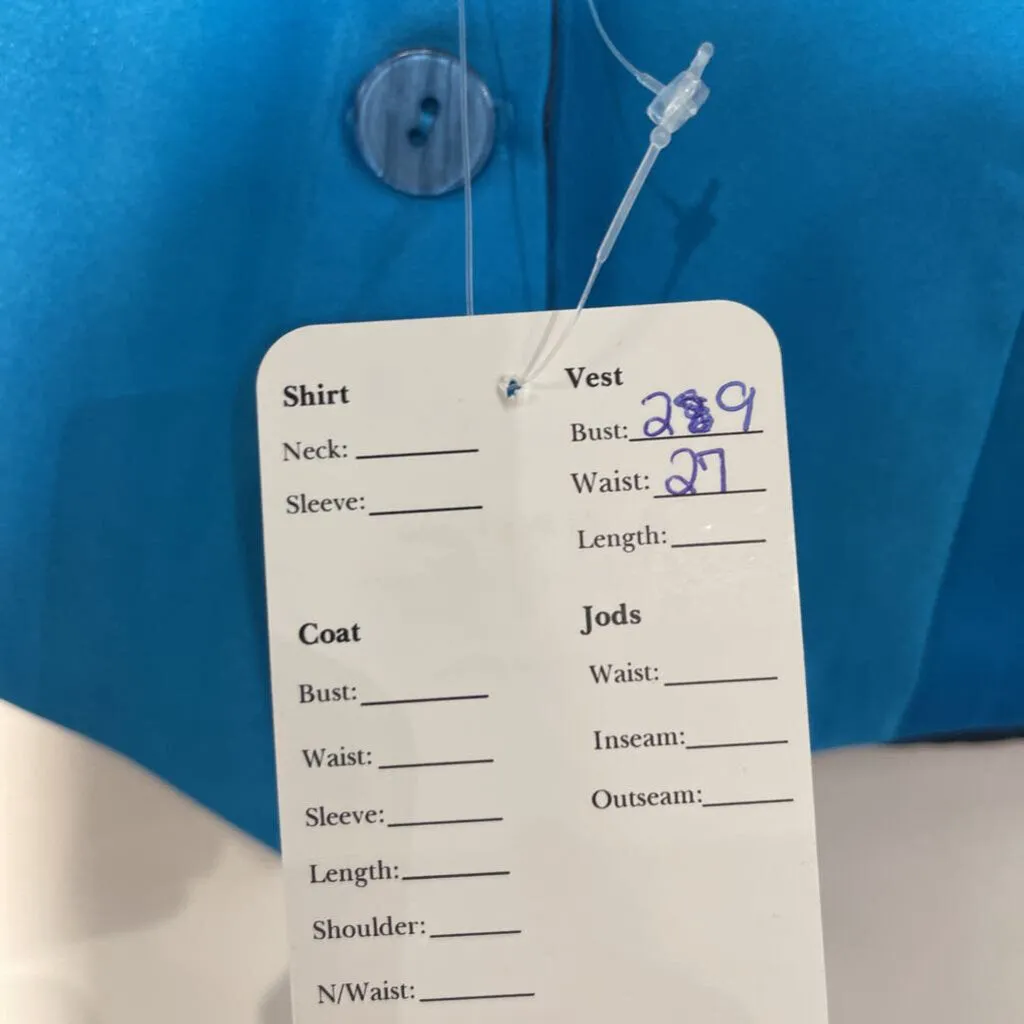 Shirt
Neck:
Sleeve:
Vest
Bust: 29
Waist: 27
Length:
Coat
Bust:
Waist:
Sleeve:
Length:
Shoulder:
N/Waist:
Jods
Waist:
Inseam:
Outseam: